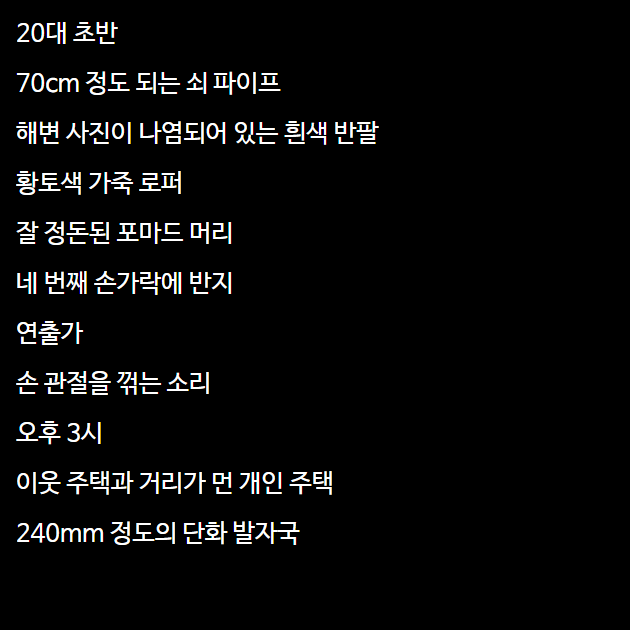 20대 초반
70cm 정도 되는 쇠 파이프
해변 사진이 나염되어 있는 흰색 반팔
황토색 가죽 로퍼
잘 정돈된 포마드 머리
네 번째 손가락에 반지
연출가
손 관절을 꺾는 소리
오후 3시
이웃 주택과 거리가 먼 개인 주택
240mm 정도의 단화 발자국